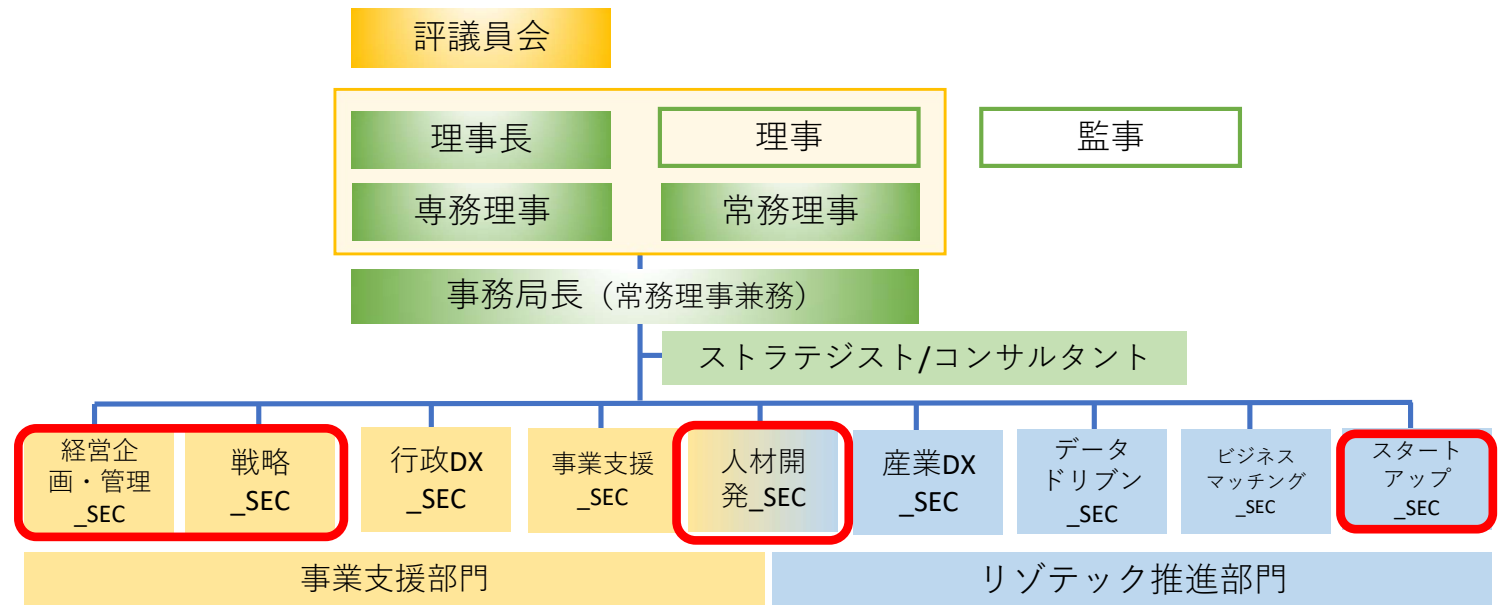 評議員会
理事長
理事
監事
専務理事
常務理事
事務局長（常務理事兼務）
ストラテジスト/コンサルタント
経営企
画・管理
_SEC
戦略
_SEC
行政DX
_SEC
事業支援
_SEC
人材開
発_SEC
産業DX
_SEC
データ
ドリブン
_SEC
ビジネス
マッチング
_SEC
スタート
アップ
_SEC
事業支援部門
リゾテック推進部門